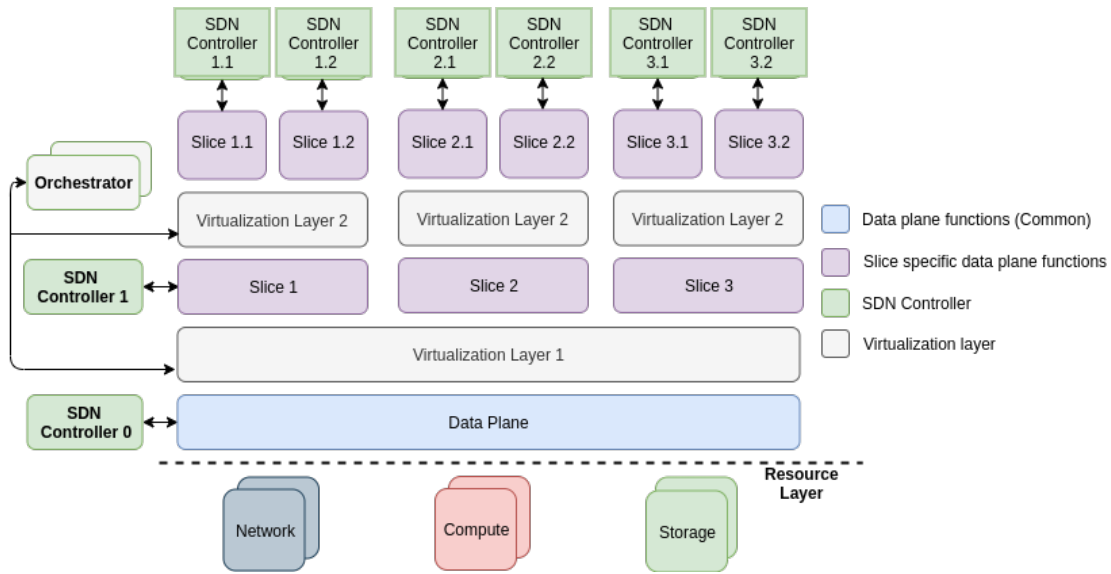 SDN
Controller
1.1
SDN
Controller
1.2
SDN
Controller
2.1
SDN
Controller
2.2
SDN
Controller
3.1
SDN
Controller
3.2
Slice 1.1
Slice 1.2
Slice 2.1
Slice 2.2
Slice 3.1
Slice 3.2
Orchestrator
Virtualization Layer 2
Virtualization Layer 2
Virtualization Layer 2
SDN
Controller 1
Slice 1
Slice 2
Slice 3
Virtualization Layer 1
SDN
Controller 0
Data Plane
Data plane functions (Common)
Slice specific data plane functions
SDN Controller
Virtualization layer
Resource
Layer
Network
Compute
Storage